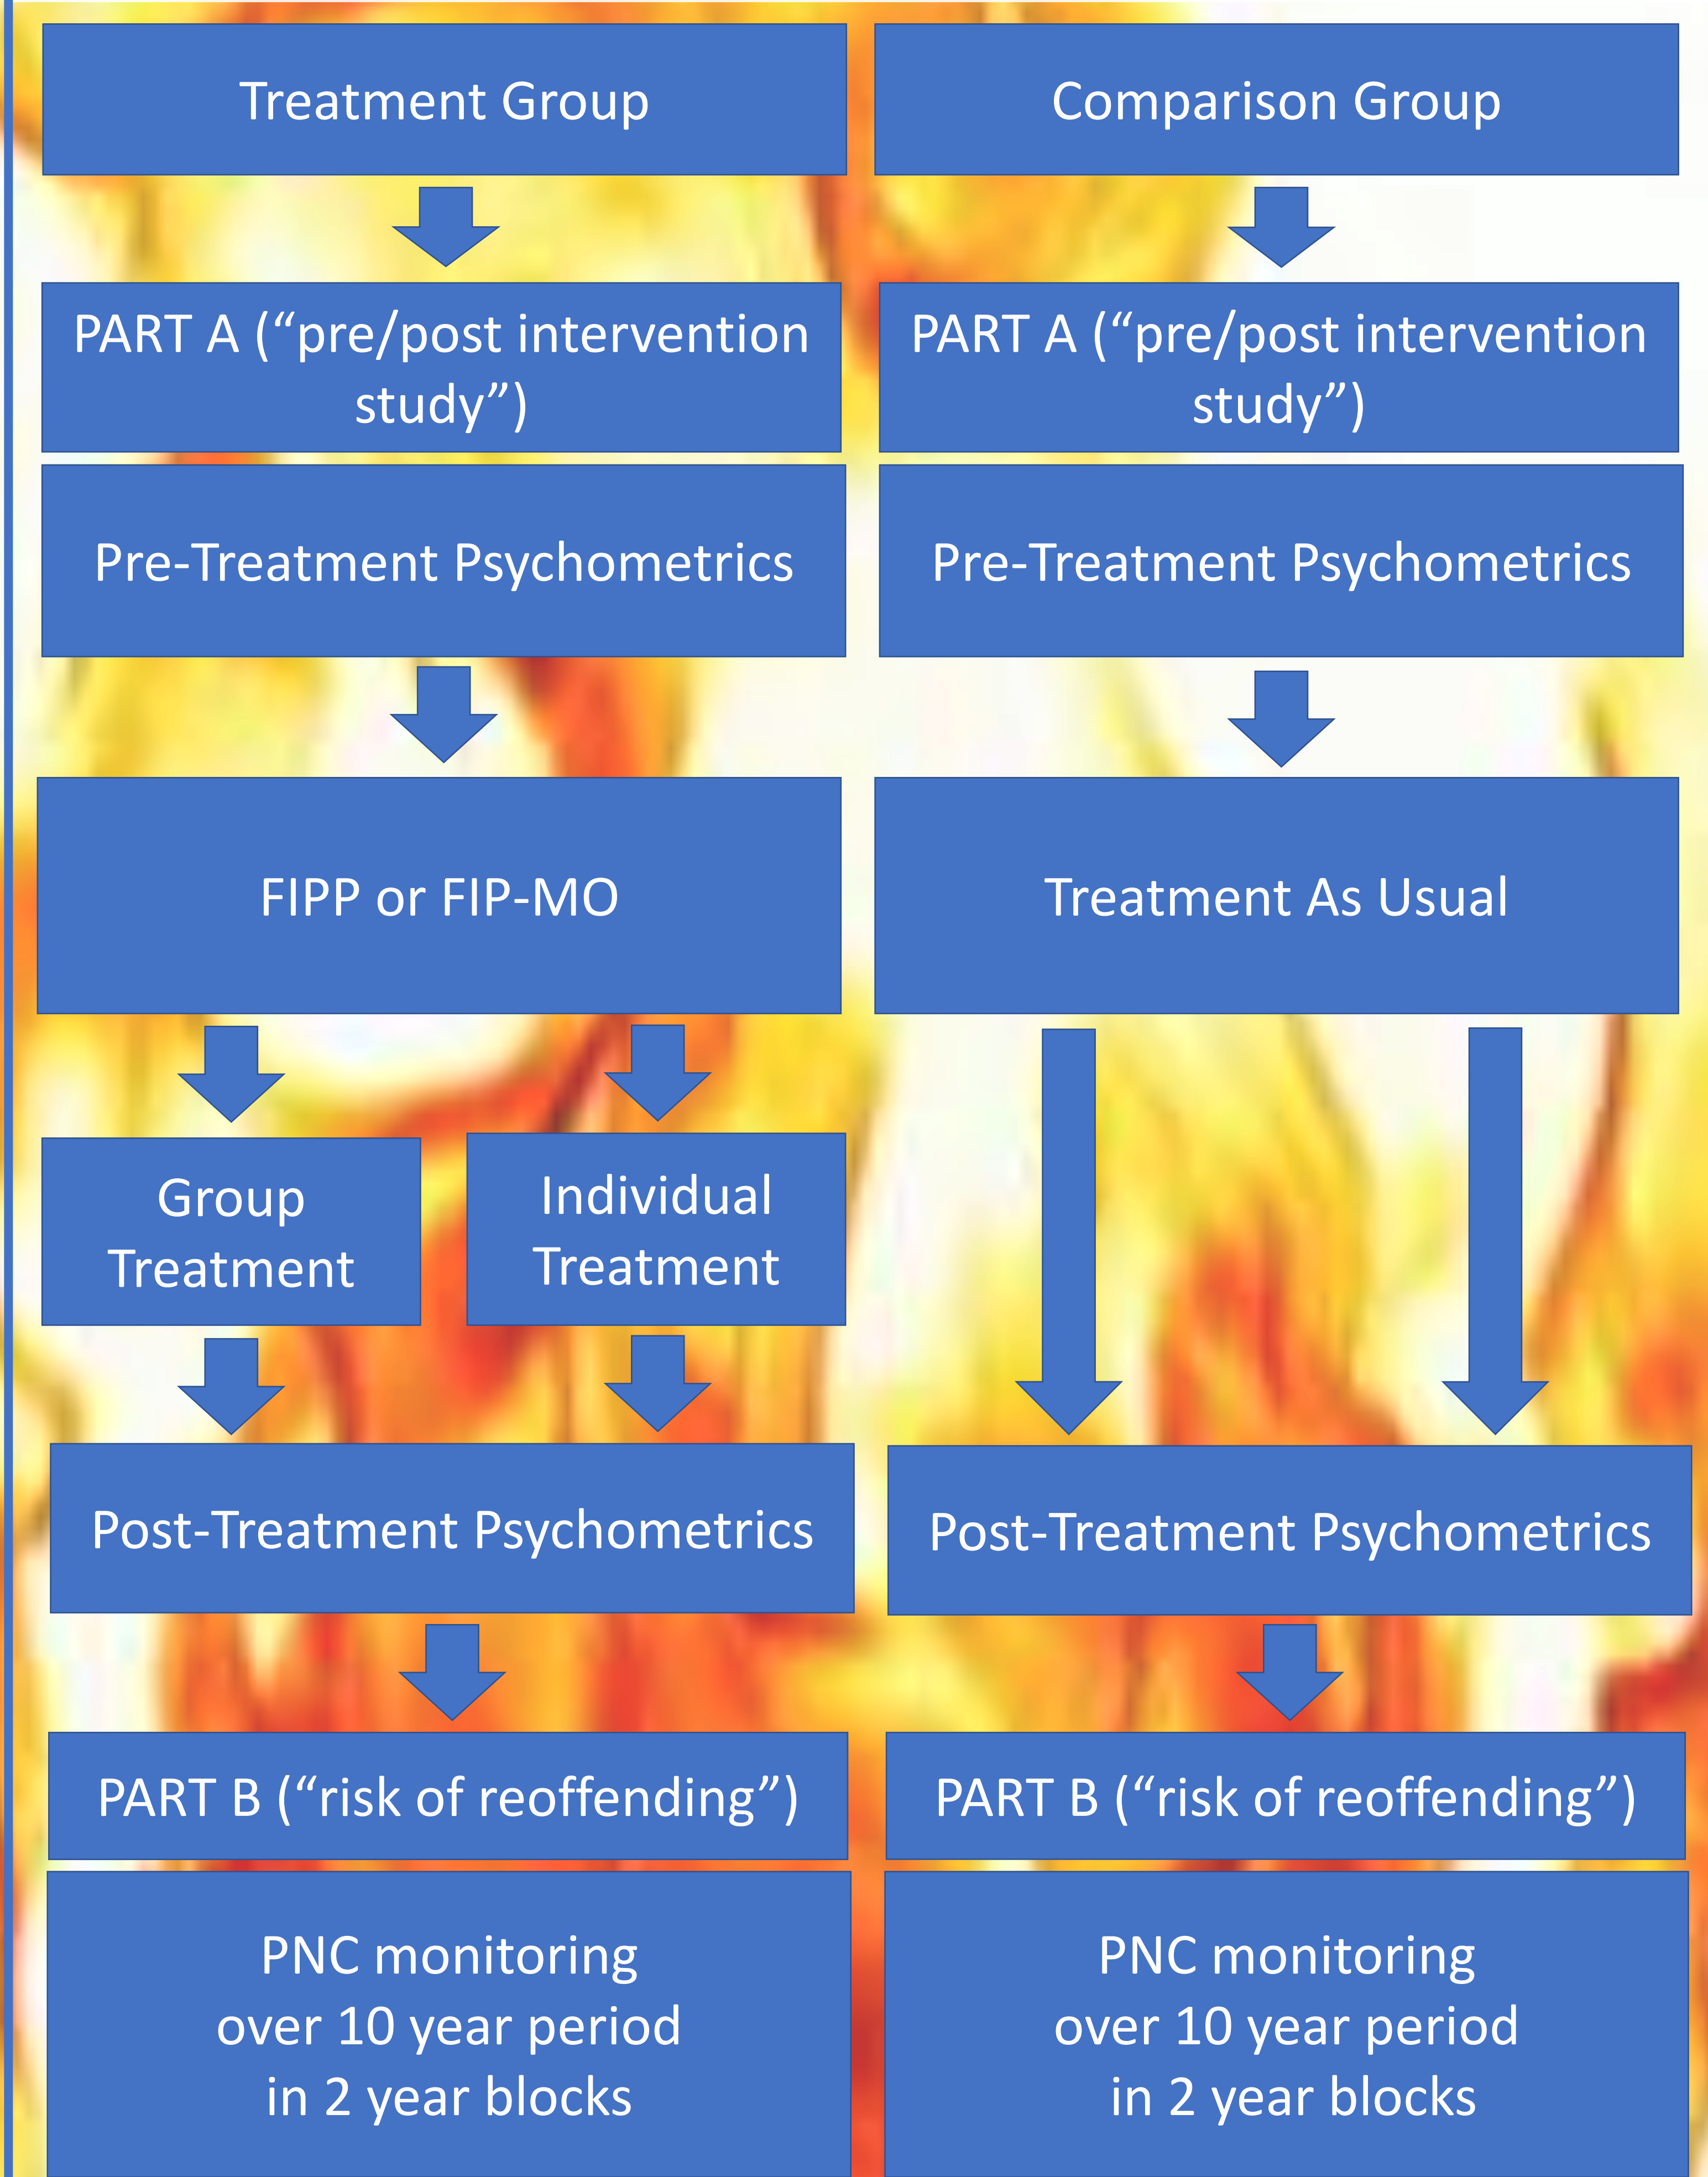 Treatment Group
Comparison Group
PART A (“pre/post intervention
study”)
PART A (“pre/post intervention
study”)
Pre-Treatment Psychometrics
Pre-Treatment Psychometrics
FIPP or FIP-MO
Treatment As Usual
Group
Treatment
Individual
Treatment
Post-Treatment Psychometrics
Post-Treatment Psychometrics
PART B (“risk of reoffending”)
PART B (“risk of reoffending”)
PNC monitoring
over 10 year period
in 2 year blocks
PNC monitoring
over 10 year period
in 2 year blocks